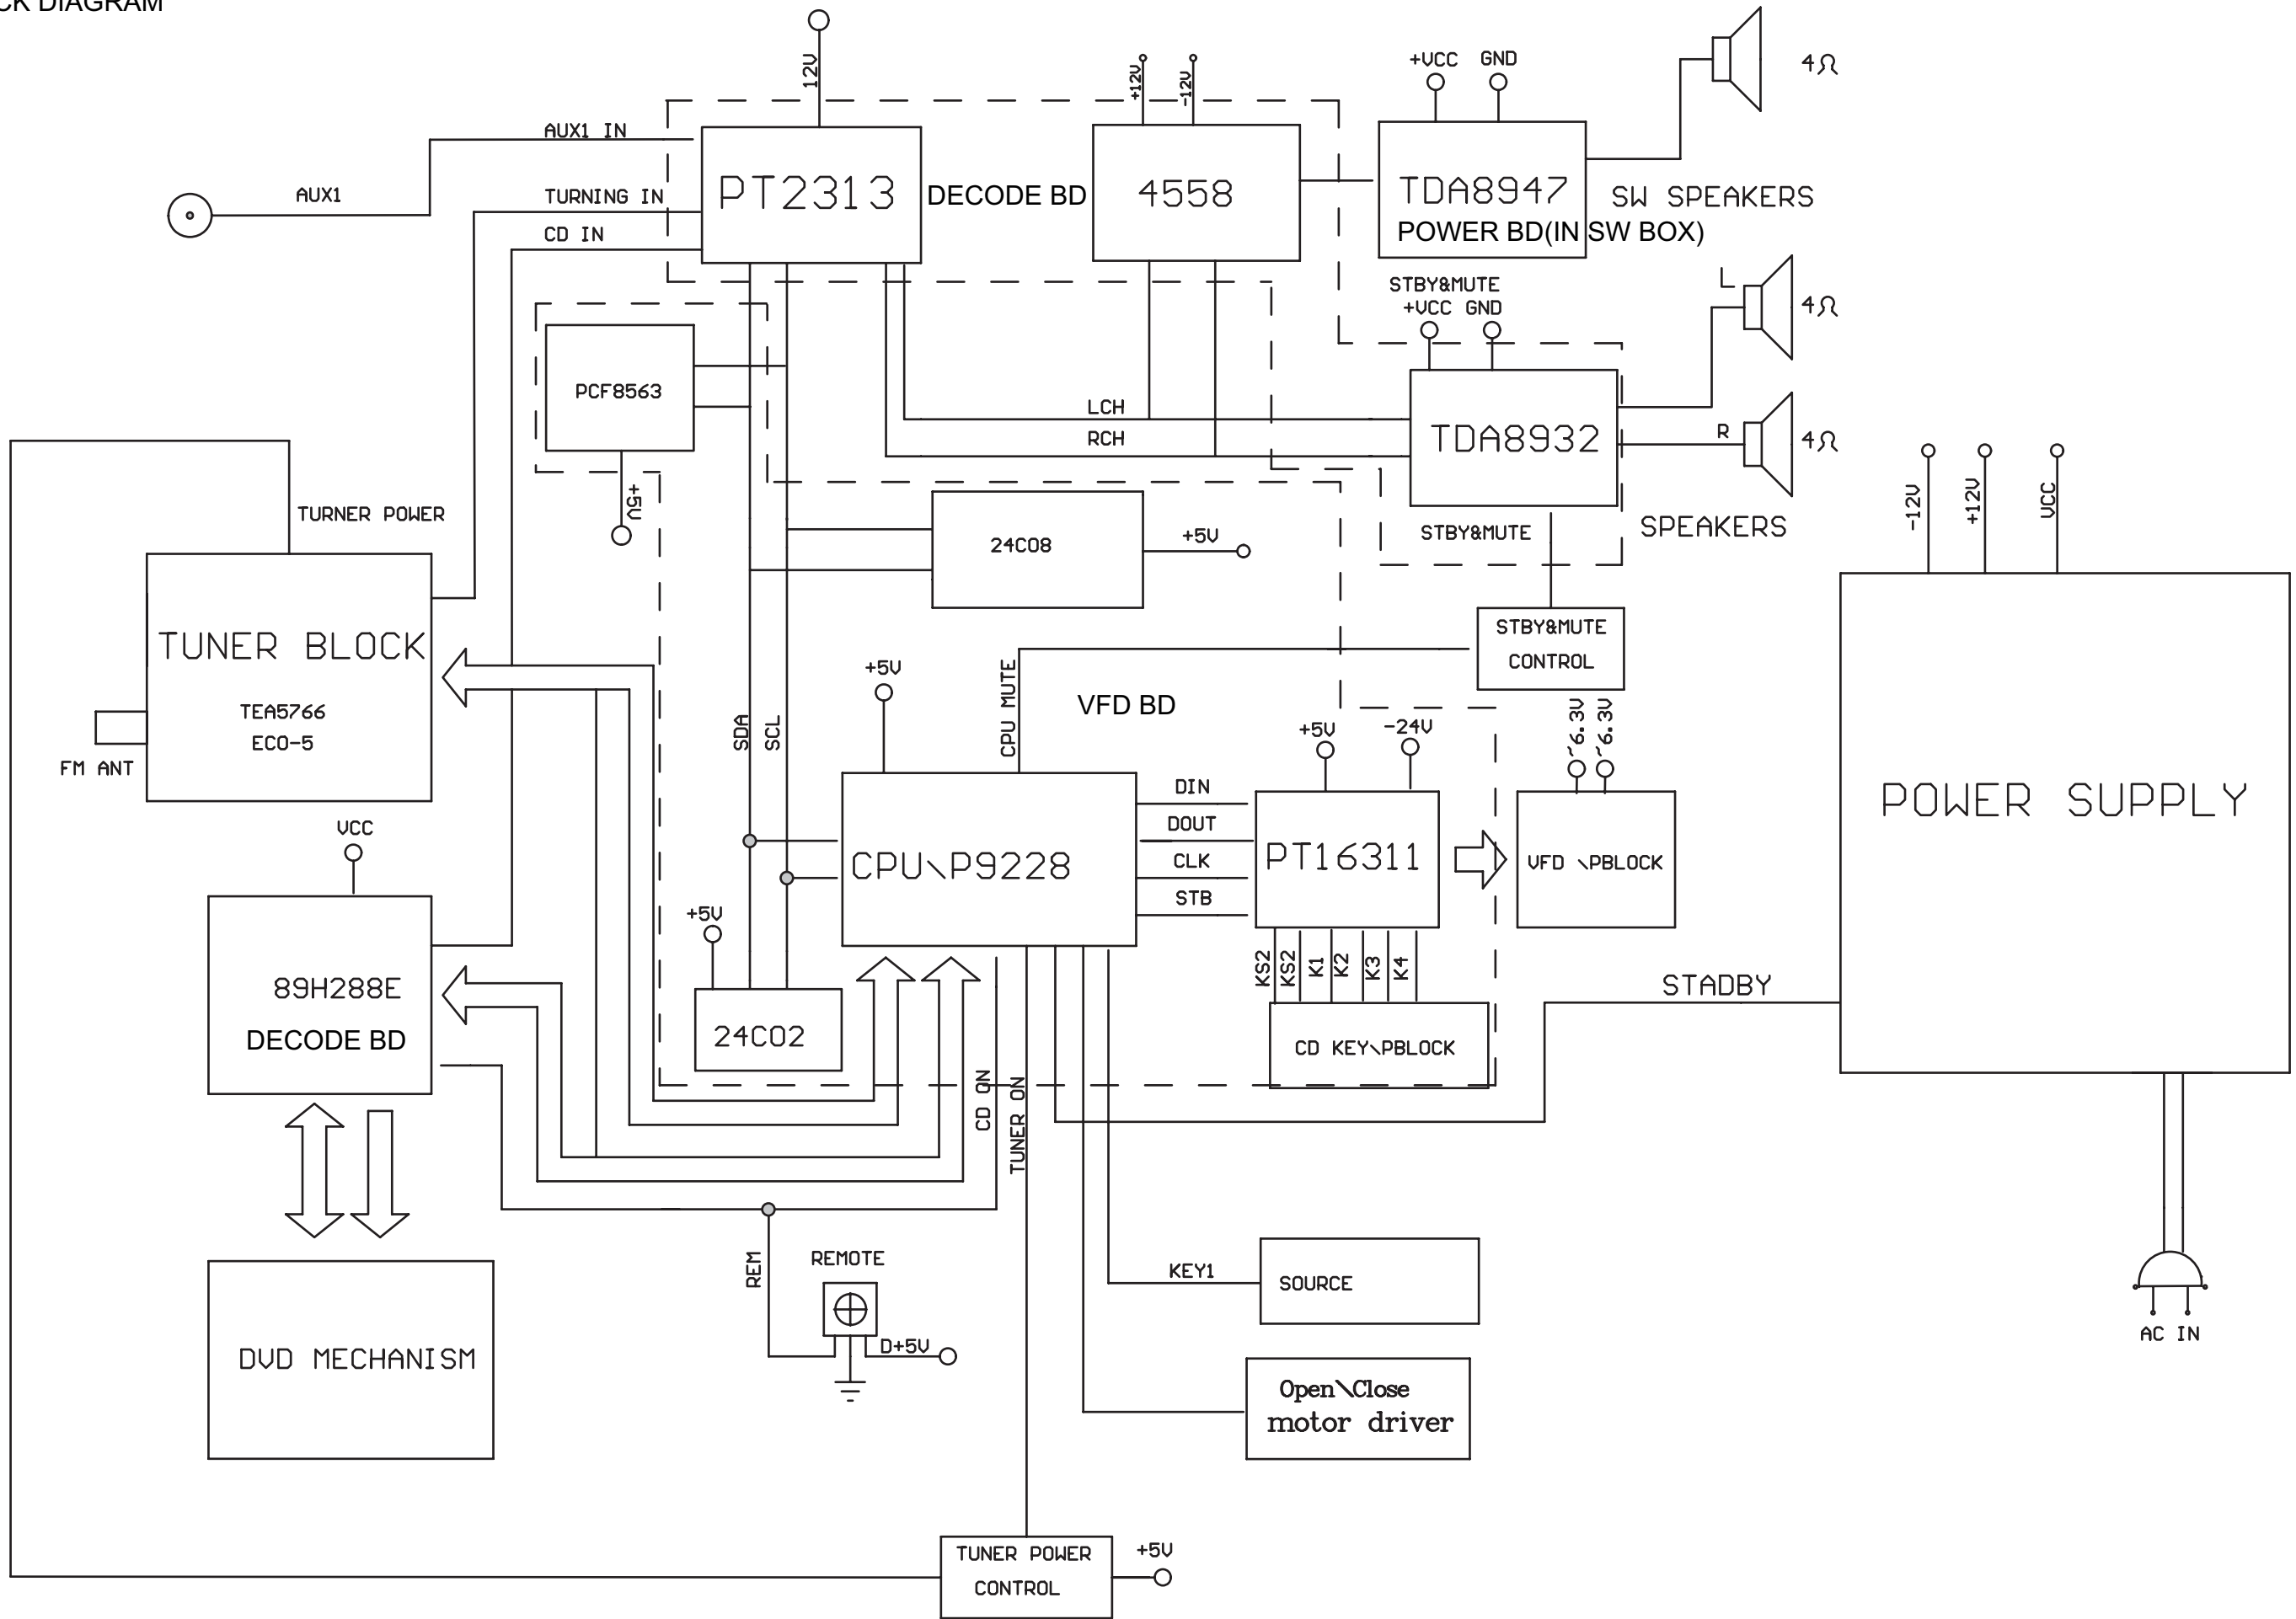 CK DIAGRAM
12V
+12V
-12V
+VCC
GND
4Ω
AUX1 IN
AUX1
TURNING IN
CD IN
PT2313
DECODE BD
4558
TDA8947
POWER BD(IN SW BOX)
SW SPEAKERS
STBY&MUTE
+VCC GND
L
4Ω
PCF8563
+5V
LCH
RCH
TDA8932
R
4Ω
SPEAKERS
STBY&MUTE
-12V
+12V
VCC
TURNER POWER
24C08
+5V
TUNER BLOCK
TEA5766
ECO-5
FM ANT
STBY&MUTE
CONTROL
SDA
SCL
+5V
CPU MUTE
VFD BD
+5V
-24V
~6.3V
~6.3V
POWER SUPPLY
DIN
DOUT
CLK
STB
CPU\P9228
PT16311
VFD \PBLOCK
VCC
+5V
KS2
KS2
K1
K2
K3
K4
89H288E
DECODE BD
24C02
CD KEY\PBLOCK
STADBY
CD ON
TUNER ON
REM
REMOTE
D+5V
KEY1
SOURCE
DVD MECHANISM
Open\Close
motor driver
AC IN
TUNER POWER
CONTROL
+5V